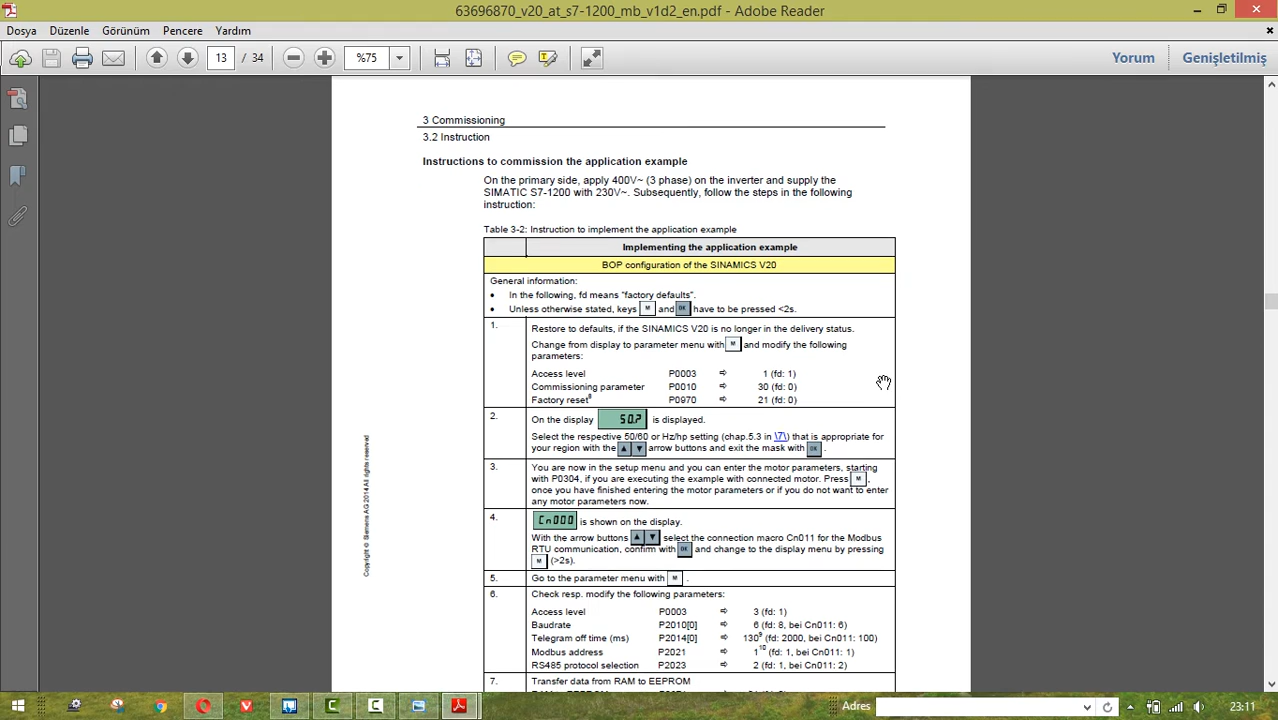 63696870_v20_at_s7-1200_mb_v1d2_en.pdf - Adobe Reader
Dosya Düzenle Görünüm Pencere Yardım
13 / 34 %75 Yorum Genişletilmiş
3 Commissioning
3.2 Instruction
Instructions to commission the application example
On the primary side, apply 400V~ (3 phase) on the inverter and supply the
SIMATIC S7-1200 with 230V~. Subsequently, follow the steps in the following
instruction:
Table 3-2: Instruction to implement the application example
Implementing the application example
BOP configuration of the SINAMICS V20
General information:
• In the following, fd means "factory defaults".
• Unless otherwise stated, keys M and OK have to be pressed <2s.
1. Restore to defaults, if the SINAMICS V20 is no longer in the delivery status.
Change from display to parameter menu with M and modify the following
parameters:
Access level P0003 ⇨ 1 (fd: 1)
Commissioning parameter P0010 ⇨ 30 (fd: 0)
Factory reset8 P0970 ⇨ 21 (fd: 0)
2. On the display 50.? is displayed.
Select the respective 50/60 or Hz/hp setting (chap.5.3 in \7\) that is appropriate for
your region with the ▲ ▼ arrow buttons and exit the mask with OK .
3. You are now in the setup menu and you can enter the motor parameters, starting
with P0304, if you are executing the example with connected motor. Press M ,
once you have finished entering the motor parameters or if you do not want to enter
any motor parameters now.
4. Cn000 is shown on the display.
With the arrow buttons ▲ ▼ select the connection macro Cn011 for the Modbus
RTU communication, confirm with OK and change to the display menu by pressing
M (>2s).
5. Go to the parameter menu with M .
6. Check resp. modify the following parameters:
Access level P0003 ⇨ 3 (fd: 1)
Baudrate P2010[0] ⇨ 6 (fd: 8, bei Cn011: 6)
Telegram off time (ms) P2014[0] ⇨ 1309 (fd: 2000, bei Cn011: 100)
Modbus address P2021 ⇨ 110 (fd: 1, bei Cn011: 1)
RS485 protocol selection P2023 ⇨ 2 (fd: 1, bei Cn011: 2)
7. Transfer data from RAM to EEPROM
Copyright © Siemens AG 2014 All rights reserved
Adres 23:11